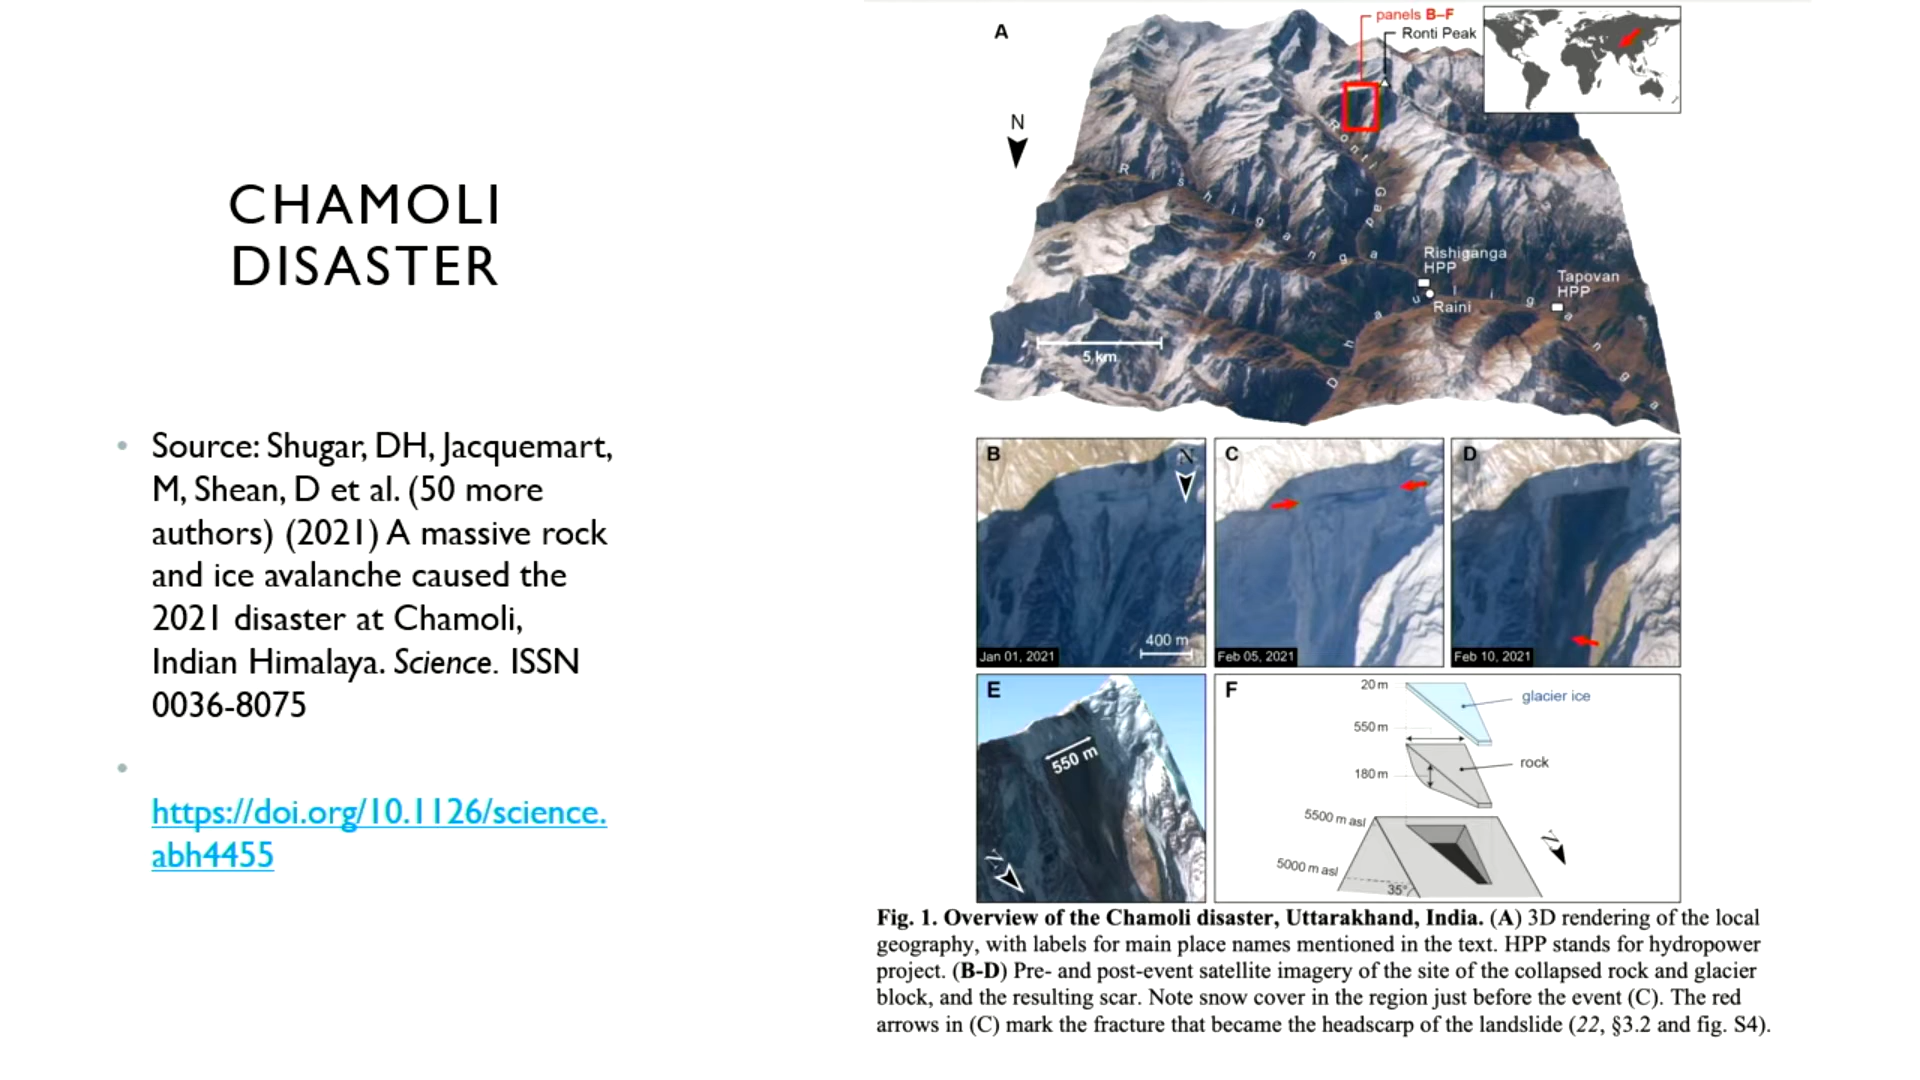 CHAMOLI
DISASTER
• Source: Shugar, DH, Jacquemart,
M, Shean, D et al. (50 more
authors) (2021) A massive rock
and ice avalanche caused the
2021 disaster at Chamoli,
Indian Himalaya. Science. ISSN
0036-8075
•
https://doi.org/10.1126/science.
abh4455
A
panels B–F
Ronti Peak
N
Ronti Gad
Rishiganga
Rishiganga
HPP
Tapovan
HPP
Raini
Dhauliganga
5 km
B
N
400 m
Jan 01, 2021
C
Feb 05, 2021
D
Feb 10, 2021
E
550 m
N
F
20 m
glacier ice
550 m
rock
180 m
5500 m asl
5000 m asl
35°
N
Fig. 1. Overview of the Chamoli disaster, Uttarakhand, India. (A) 3D rendering of the local
geography, with labels for main place names mentioned in the text. HPP stands for hydropower
project. (B-D) Pre- and post-event satellite imagery of the site of the collapsed rock and glacier
block, and the resulting scar. Note snow cover in the region just before the event (C). The red
arrows in (C) mark the fracture that became the headscarp of the landslide (22, §3.2 and fig. S4).